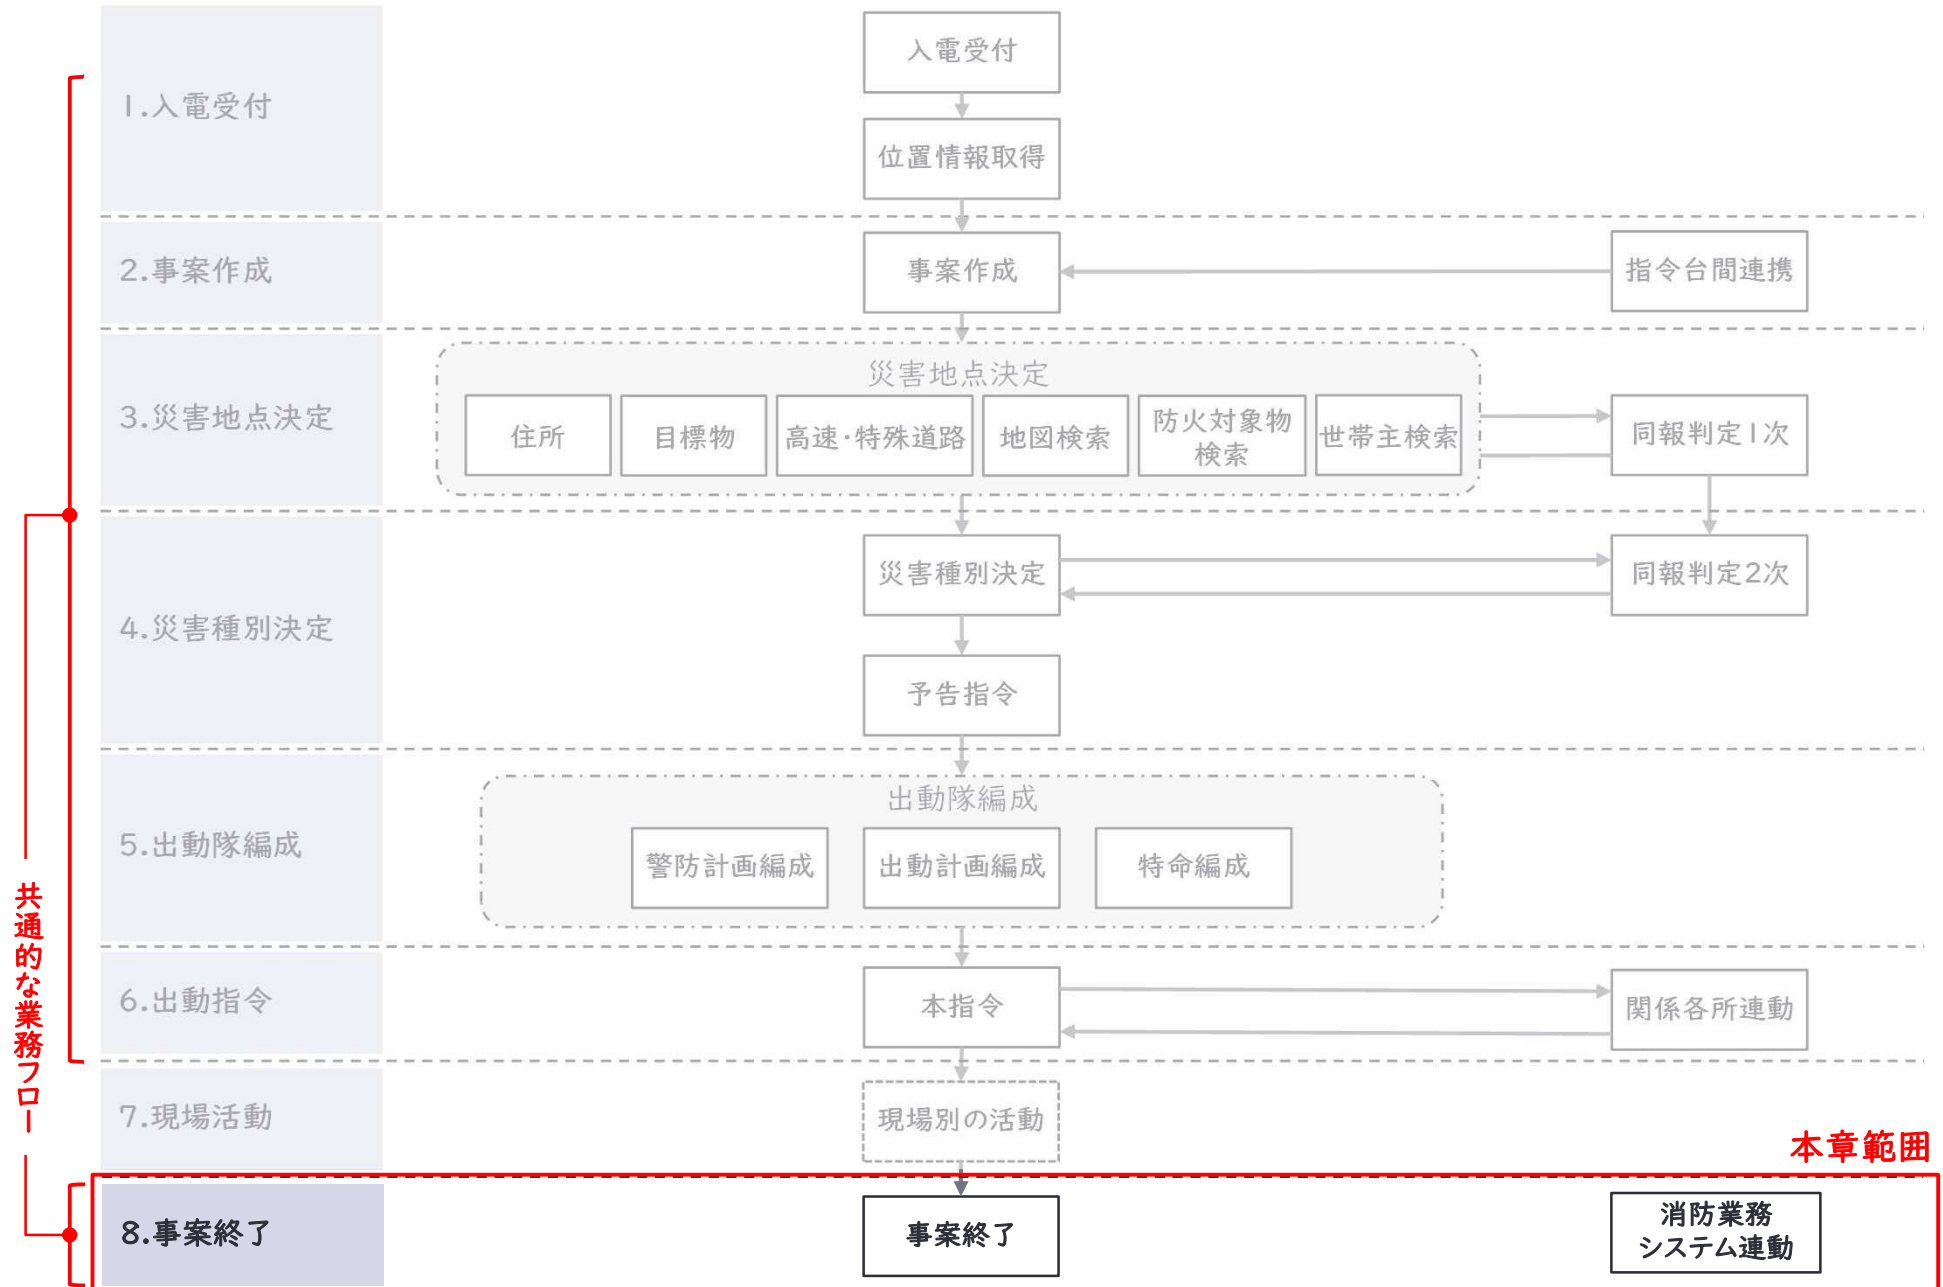 1.入電受付
入電受付
位置情報取得
2.事案作成
事案作成
指令台間連携
3.災害地点決定
災害地点決定
住所
目標物
高速・特殊道路
地図検索
防火対象物
検索
世帯主検索
同報判定1次
4.災害種別決定
災害種別決定
同報判定2次
予告指令
5.出動隊編成
出動隊編成
警防計画編成
出動計画編成
特命編成
6.出動指令
本指令
関係各所連動
7.現場活動
現場別の活動
共通的な業務フロー
本章範囲
8.事案終了
事案終了
消防業務
システム連動